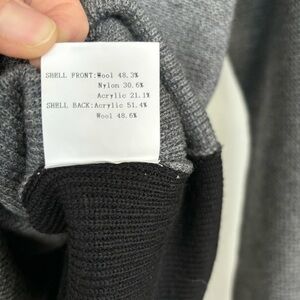 SHELL FRONT:Wool 48.3%
Nylon 30.6%
Acrylic 21.1%
SHELL BACK:Acrylic 51.4%
Wool 48.6%